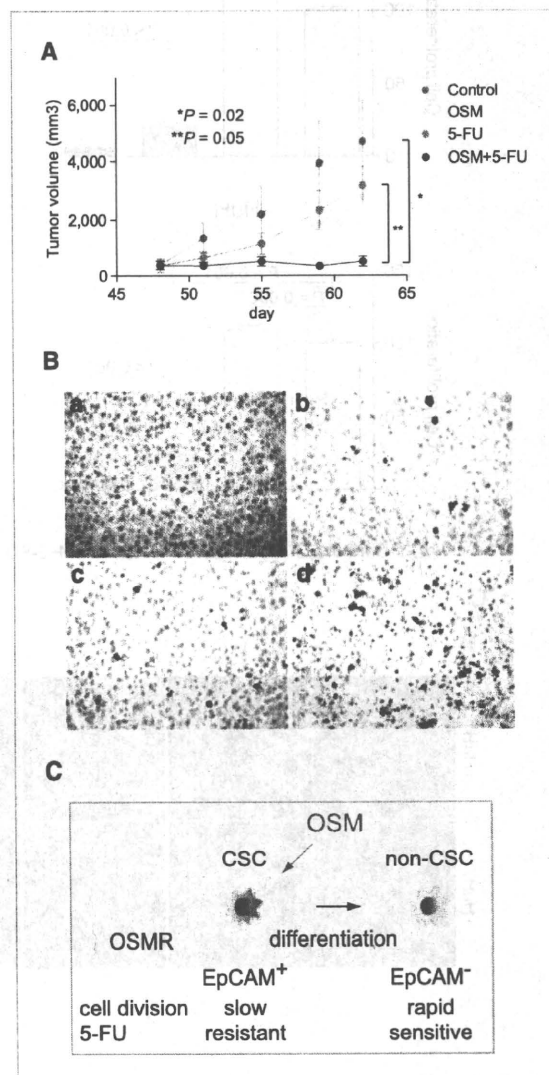 A
Tumor volume (mm3)
6,000
4,000
2,000
0
*P = 0.02
**P = 0.05
Control
OSM
5-FU
OSM+5-FU
*
**
45 50 55 60 65
day
B
a
b
c
d
C
OSM
CSC
non-CSC
OSMR
differentiation
EpCAM+ EpCAM-
cell division slow rapid
5-FU resistant sensitive